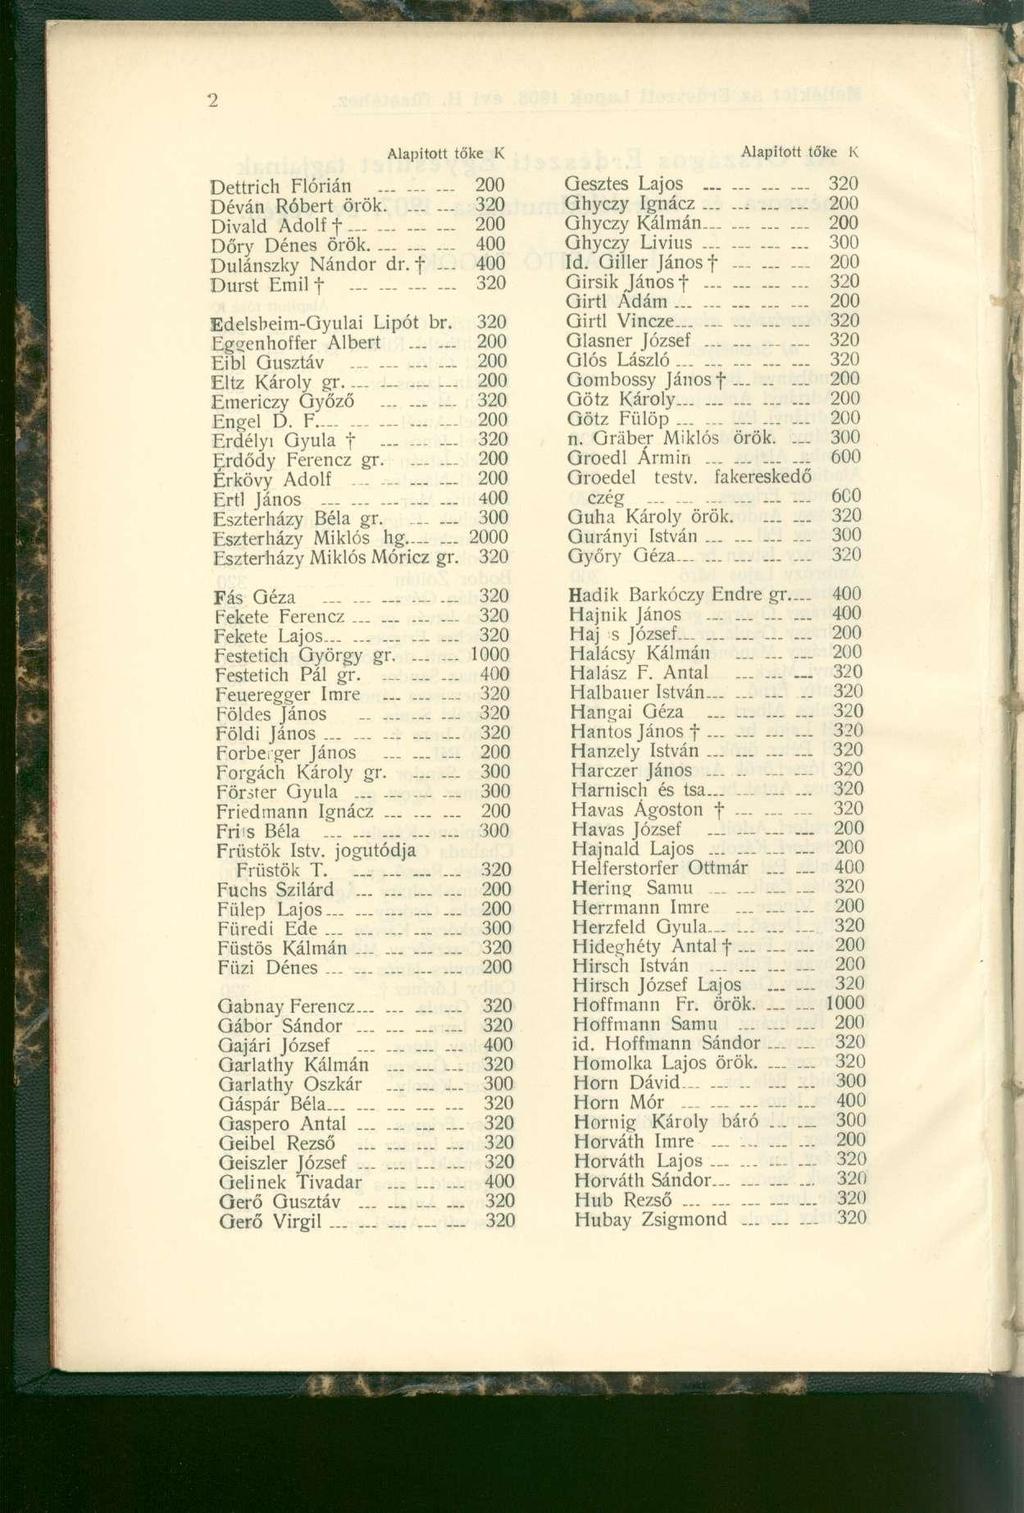 2
Alapított tőke K
Dettrich Flórián 200
Déván Róbert örök. 320
Divald Adolf † 200
Dőry Dénes örök. 400
Dulánszky Nándor dr. † 400
Durst Emil † 320
Edelsheim-Gyulai Lipót br. 320
Eggenhoffer Albert 200
Eibl Gusztáv 200
Eltz Károly gr. 200
Emericzy Győző 320
Engel D. F. 200
Erdélyi Gyula † 320
Erdődy Ferencz gr. 200
Érkövy Adolf 200
Ertl János 400
Eszterházy Béla gr. 300
Eszterházy Miklós hg. 2000
Eszterházy Miklós Móricz gr. 320
Fás Géza 320
Fekete Ferencz 320
Fekete Lajos 320
Festetich György gr. 1000
Festetich Pál gr. 400
Feueregger Imre 320
Földes János 320
Földi János 320
Forberger János 200
Forgách Károly gr. 300
Förster Gyula 300
Friedmann Ignácz 200
Friis Béla 300
Früstök Istv. jogutódja
Früstök T. 320
Fuchs Szilárd 200
Fülep Lajos 200
Füredi Ede 300
Füstös Kálmán 320
Füzi Dénes 200
Gabnay Ferencz 320
Gábor Sándor 320
Gajári József 400
Garlathy Kálmán 320
Garlathy Oszkár 300
Gáspár Béla 320
Gaspero Antal 320
Geibel Rezső 320
Geiszler József 320
Gelinek Tivadar 400
Gerő Gusztáv 320
Gerő Virgil 320
Alapított tőke K
Gesztes Lajos 320
Ghyczy Ignácz 200
Ghyczy Kálmán 200
Ghyczy Livius 300
Id. Giller János † 200
Girsik János † 320
Girtl Ádám 200
Girtl Vincze 320
Glasner József 320
Glós László 320
Gombossy János † 200
Götz Károly 200
Götz Fülöp 200
n. Gräber Miklós örök. 300
Groedl Ármin 600
Groedel testv. fakereskedő
czég 600
Guha Károly örök. 320
Gurányi István 300
Győry Géza 320
Hadik Barkóczy Endre gr. 400
Hajnik János 400
Haj s József 200
Halácsy Kálmán 200
Halász F. Antal 320
Halbauer István 320
Hangai Géza 320
Hantos János † 320
Hanzely István 320
Harczer János 320
Harnisch és tsa 320
Havas Ágoston † 320
Havas József 200
Hajnald Lajos 200
Helferstorfer Ottmár 400
Hering Samu 320
Herrmann Imre 200
Herzfeld Gyula 320
Hideghéty Antal † 200
Hirsch István 200
Hirsch József Lajos 320
Hoffmann Fr. örök. 1000
Hoffmann Samu 200
id. Hoffmann Sándor 320
Homolka Lajos örök. 320
Horn Dávid 300
Horn Mór 400
Hornig Károly báró 300
Horváth Imre 200
Horváth Lajos 320
Horváth Sándor 320
Hub Rezső 320
Hubay Zsigmond 320